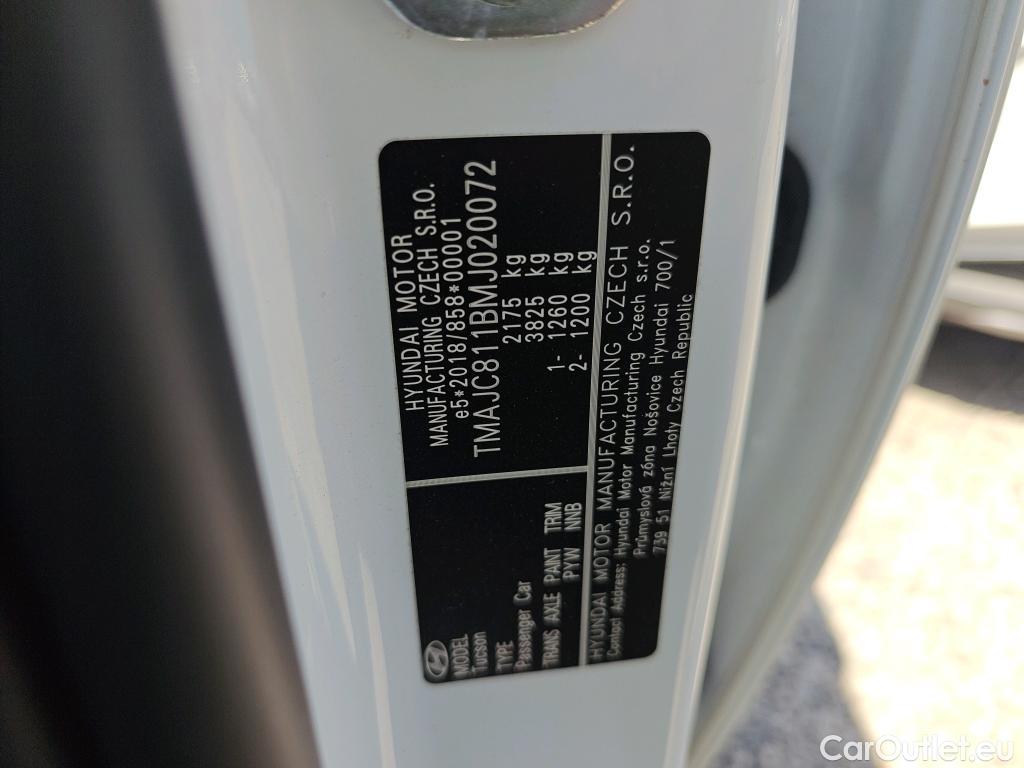 MODEL
Tucson
TYPE
Passenger Car
TRANS AXLE PAINT TRIM
PYW NNB
HYUNDAI MOTOR
MANUFACTURING CZECH S.R.O.
e5*2018/858*00001
TMAJC811BMJ020072
2175 kg
3825 kg
1- 1260 kg
2- 1200 kg
HYUNDAI MOTOR MANUFACTURING CZECH S.R.O.
Contact Address: Hyundai Motor Manufacturing Czech s.r.o.
Průmyslová zóna Nošovice Hyundai 700/1
739 51 Nižní Lhoty Czech Republic
CarOutlet.eu